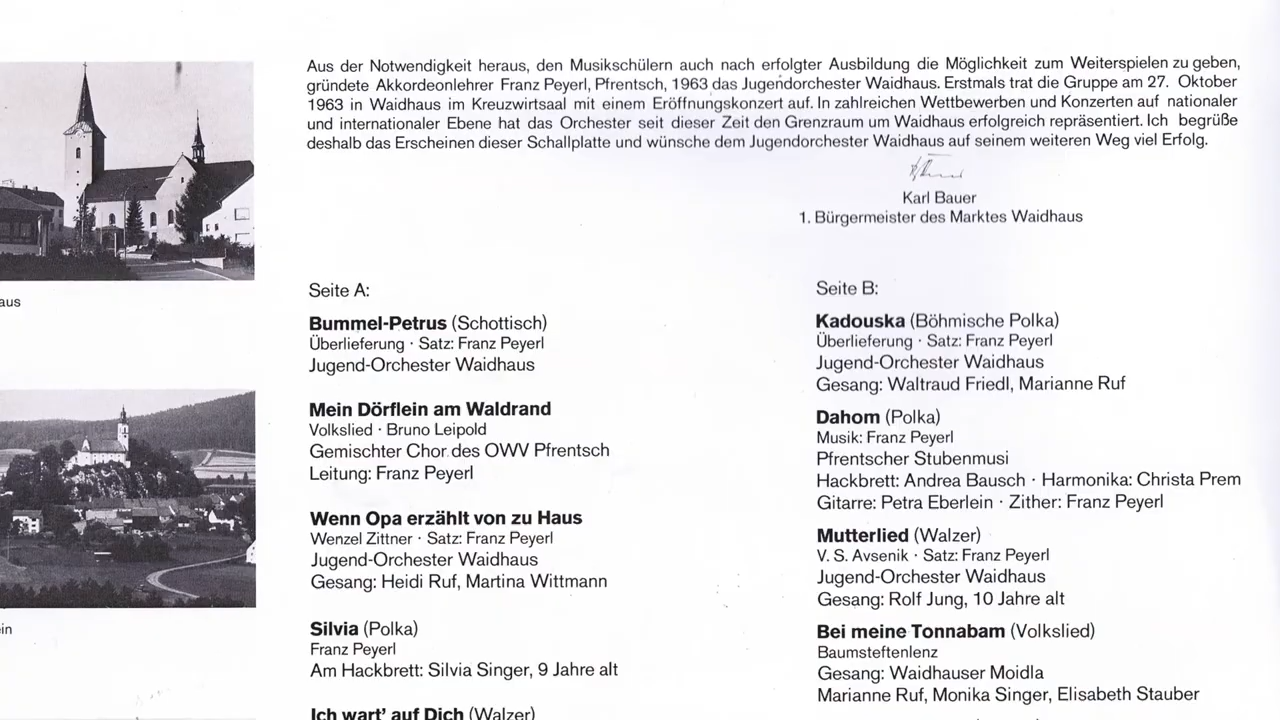 Aus der Notwendigkeit heraus, den Musikschülern auch nach erfolgter Ausbildung die Möglichkeit zum Weiterspielen zu geben,
gründete Akkordeonlehrer Franz Peyerl, Pfrentsch, 1963 das Jugendorchester Waidhaus. Erstmals trat die Gruppe am 27. Oktober
1963 in Waidhaus im Kreuzwirtsaal mit einem Eröffnungskonzert auf. In zahlreichen Wettbewerben und Konzerten auf nationaler
und internationaler Ebene hat das Orchester seit dieser Zeit den Grenzraum um Waidhaus erfolgreich repräsentiert. Ich begrüße
deshalb das Erscheinen dieser Schallplatte und wünsche dem Jugendorchester Waidhaus auf seinem weiteren Weg viel Erfolg.
Karl Bauer
1. Bürgermeister des Marktes Waidhaus
aus
ein
Seite A:
Bummel-Petrus (Schottisch)
Überlieferung · Satz: Franz Peyerl
Jugend-Orchester Waidhaus
Mein Dörflein am Waldrand
Volkslied · Bruno Leipold
Gemischter Chor des OWV Pfrentsch
Leitung: Franz Peyerl
Wenn Opa erzählt von zu Haus
Wenzel Zittner · Satz: Franz Peyerl
Jugend-Orchester Waidhaus
Gesang: Heidi Ruf, Martina Wittmann
Silvia (Polka)
Franz Peyerl
Am Hackbrett: Silvia Singer, 9 Jahre alt
Ich wart' auf Dich (Walzer)
Seite B:
Kadouska (Böhmische Polka)
Überlieferung · Satz: Franz Peyerl
Jugend-Orchester Waidhaus
Gesang: Waltraud Friedl, Marianne Ruf
Dahom (Polka)
Musik: Franz Peyerl
Pfrentscher Stubenmusi
Hackbrett: Andrea Bausch · Harmonika: Christa Prem
Gitarre: Petra Eberlein · Zither: Franz Peyerl
Mutterlied (Walzer)
V. S. Avsenik · Satz: Franz Peyerl
Jugend-Orchester Waidhaus
Gesang: Rolf Jung, 10 Jahre alt
Bei meine Tonnabam (Volkslied)
Baumsteftenlenz
Gesang: Waidhauser Moidla
Marianne Ruf, Monika Singer, Elisabeth Stauber